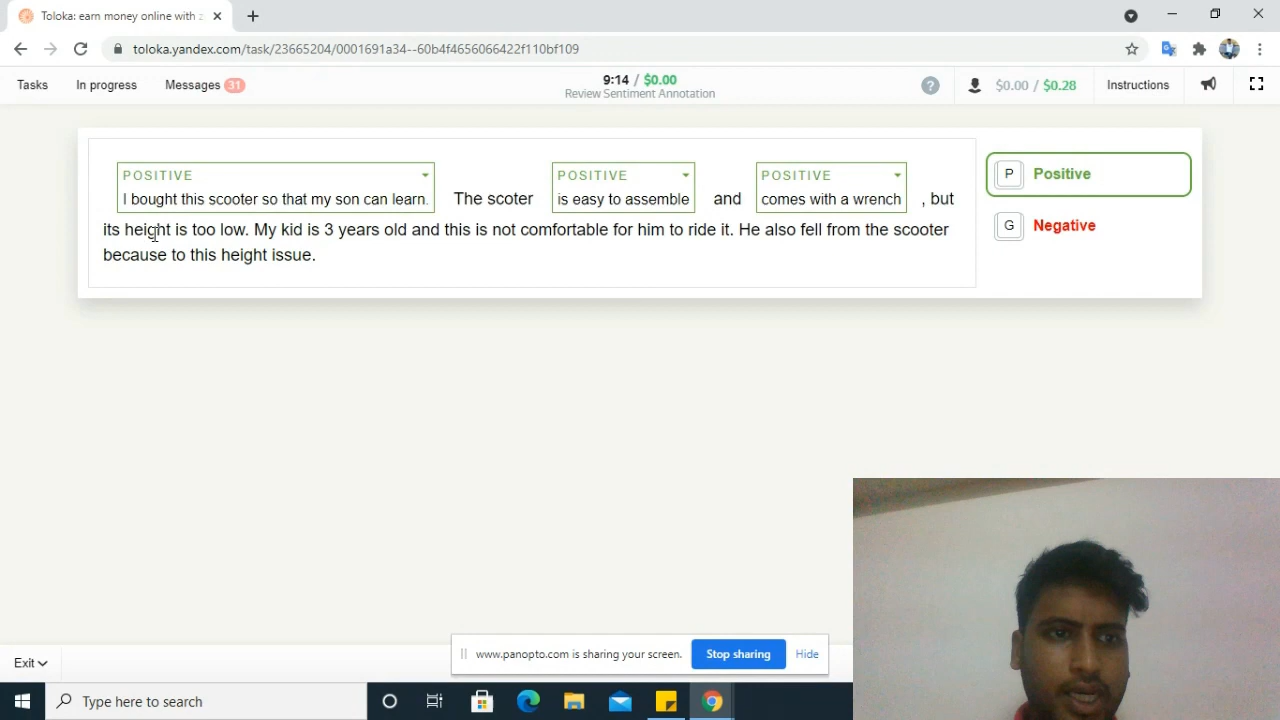 Toloka: earn money online with
toloka.yandex.com/task/23665204/0001691a34--60b4f4656066422f110bf109
Tasks
In progress
Messages 31
9:14 / $0.00
Review Sentiment Annotation
?
$0.00 / $0.28
Instructions
POSITIVE POSITIVE POSITIVE
I bought this scooter so that my son can learn. The scoter is easy to assemble and comes with a wrench , but
its height is too low. My kid is 3 years old and this is not comfortable for him to ride it. He also fell from the scooter
because to this height issue.
P Positive
G Negative
www.panopto.com is sharing your screen. Stop sharing Hide
Exit
Type here to search